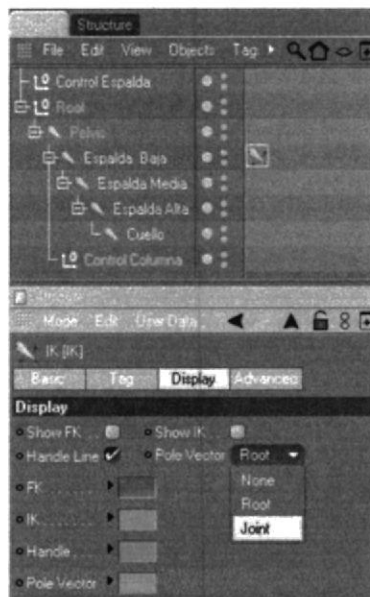 Structure
File Edit View Objects Tag
Control Espalda
Root
Pelvis
Espalda Baja
Espalda Media
Espalda Alta
Cuello
Control Columna
Mode Edit User Data
IK [IK]
Basic Tag Display Advanced
Display
Show FK Show IK
Handle Line Pole Vector Root
FK None
IK Root
Joint
Handle
Pole Vector